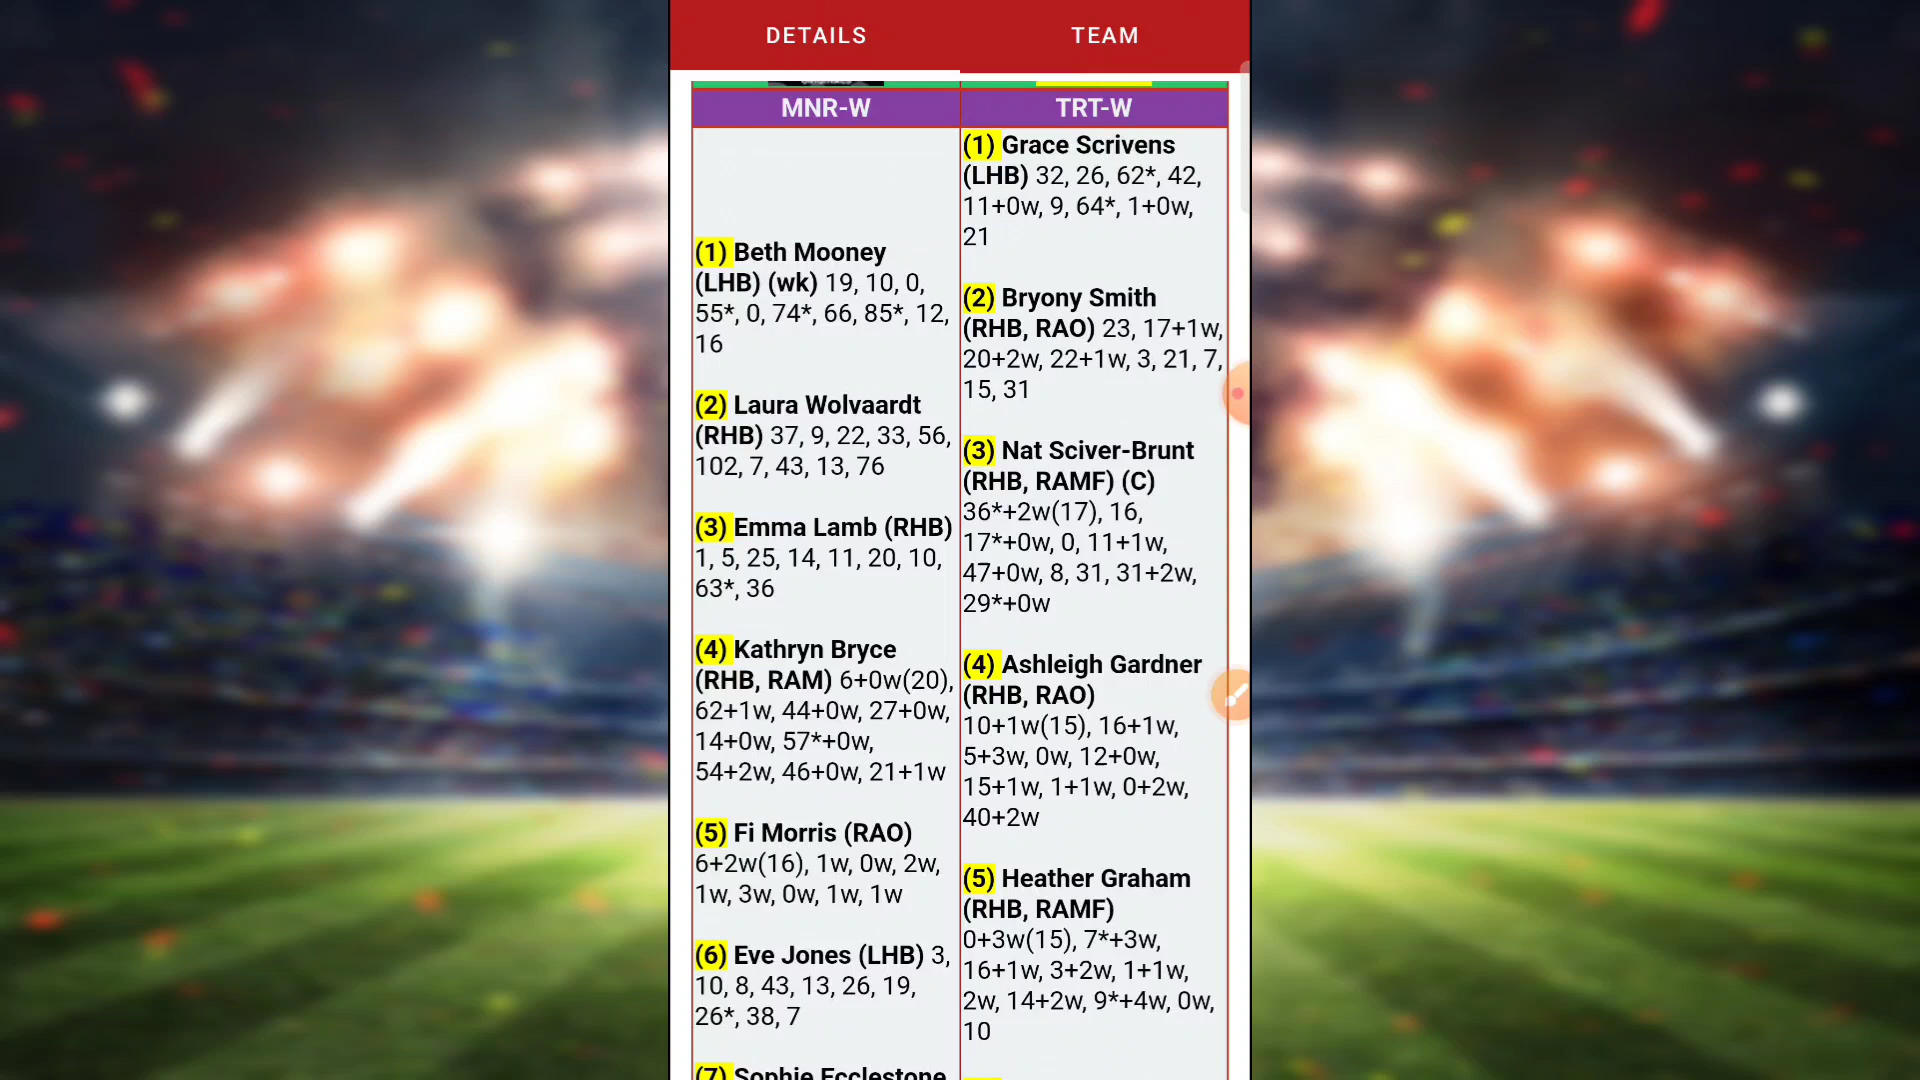 DETAILS
TEAM
MNR-W
(1) Beth Mooney
(LHB) (wk) 19, 10, 0,
55*, 0, 74*, 66, 85*, 12,
16
(2) Laura Wolvaardt
(RHB) 37, 9, 22, 33, 56,
102, 7, 43, 13, 76
(3) Emma Lamb (RHB)
1, 5, 25, 14, 11, 20, 10,
63*, 36
(4) Kathryn Bryce
(RHB, RAM) 6+0w(20),
62+1w, 44+0w, 27+0w,
14+0w, 57*+0w,
54+2w, 46+0w, 21+1w
(5) Fi Morris (RAO)
6+2w(16), 1w, 0w, 2w,
1w, 3w, 0w, 1w, 1w
(6) Eve Jones (LHB) 3,
10, 8, 43, 13, 26, 19,
26*, 38, 7
(7) Sophie Ecclestone
TRT-W
(1) Grace Scrivens
(LHB) 32, 26, 62*, 42,
11+0w, 9, 64*, 1+0w,
21
(2) Bryony Smith
(RHB, RAO) 23, 17+1w,
20+2w, 22+1w, 3, 21, 7,
15, 31
(3) Nat Sciver-Brunt
(RHB, RAMF) (C)
36*+2w(17), 16,
17*+0w, 0, 11+1w,
47+0w, 8, 31, 31+2w,
29*+0w
(4) Ashleigh Gardner
(RHB, RAO)
10+1w(15), 16+1w,
5+3w, 0w, 12+0w,
15+1w, 1+1w, 0+2w,
40+2w
(5) Heather Graham
(RHB, RAMF)
0+3w(15), 7*+3w,
16+1w, 3+2w, 1+1w,
2w, 14+2w, 9*+4w, 0w,
10